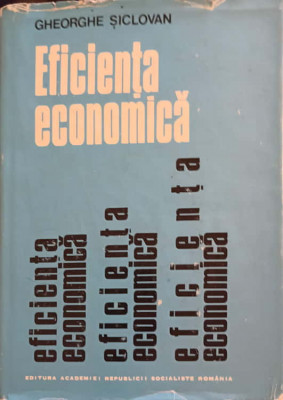 GHEORGHE ȘICLOVAN
Eficiența
economică
eficiența
economică
eficiența
economică
eficiența
economică
EDITURA ACADEMIEI REPUBLICII SOCIALISTE ROMÂNIA